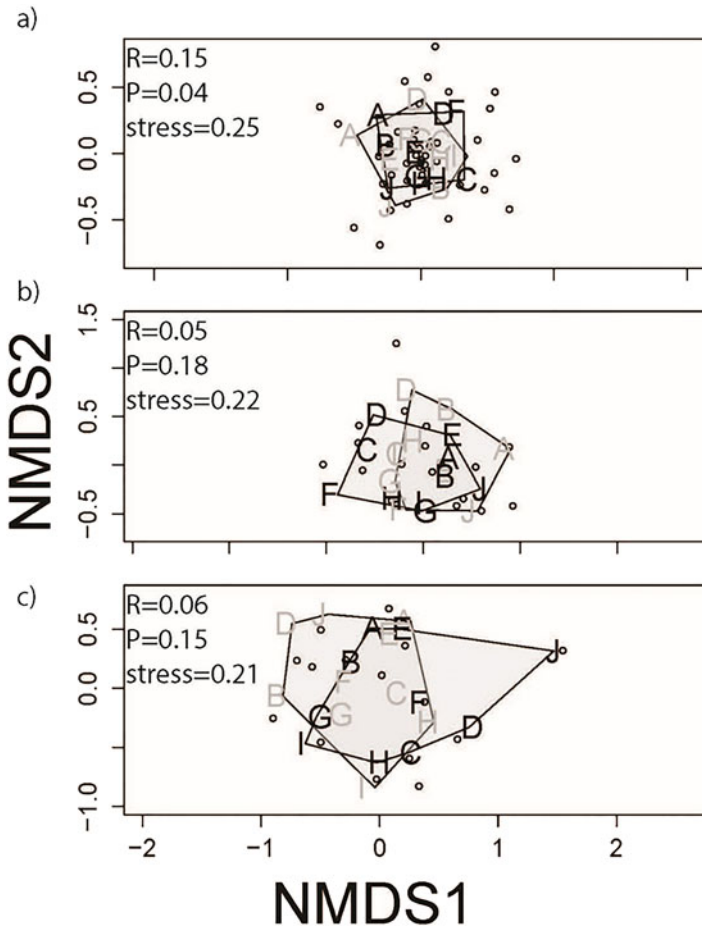 a)
R=0.15
P=0.04
stress=0.25
0.5
0.0
−0.5
D
A D F
A
B
J H C
B
J
b)
R=0.05
P=0.18
stress=0.22
1.5
0.5
−0.5
D B
D E
H
C C A A
G B
F H G J
J
NMDS2
c)
R=0.06
P=0.15
stress=0.21
0.5
0.0
−1.0
D J A A
E E
B
F
B C F
G G H D
J
I H C
I
−2 −1 0 1 2
NMDS1